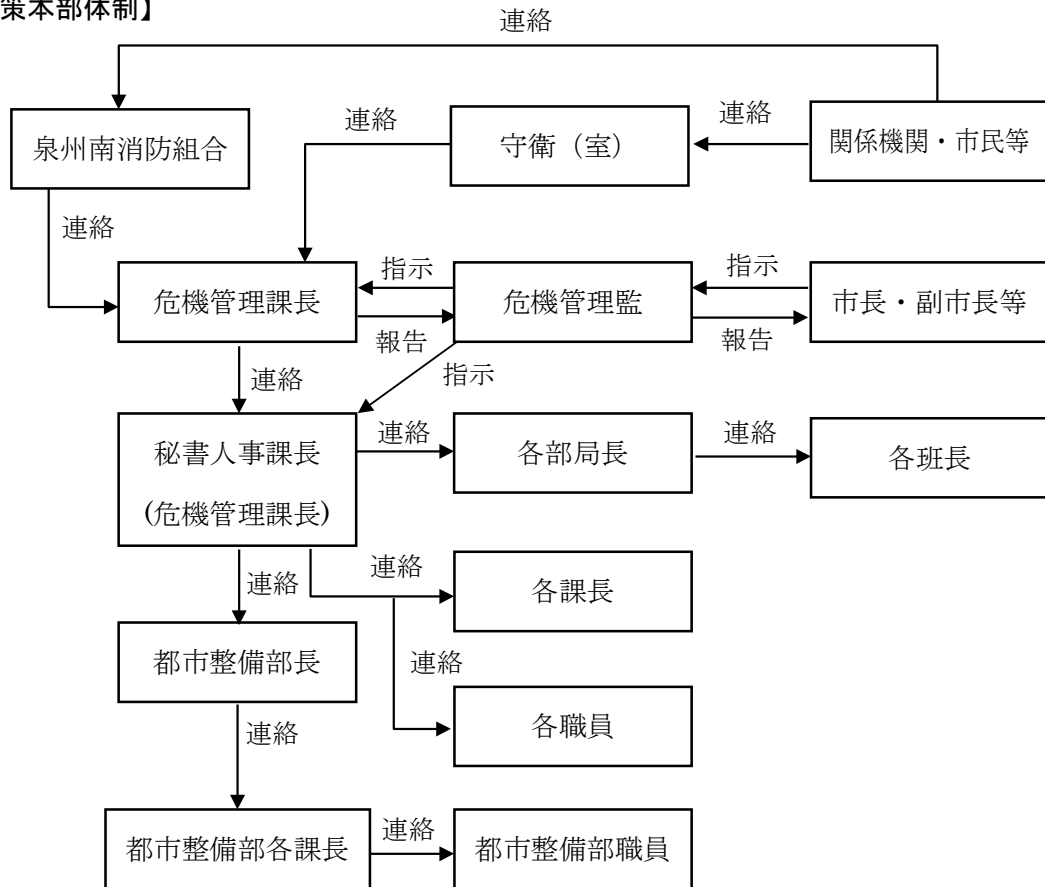 策本部体制】
連絡
泉州南消防組合
連絡
守衛（室）
連絡
関係機関・市民等
連絡
危機管理課長
指示
報告
危機管理監
指示
報告
市長・副市長等
連絡
指示
秘書人事課長
(危機管理課長)
連絡
各部局長
連絡
各班長
連絡
連絡
各課長
都市整備部長
連絡
各職員
連絡
都市整備部各課長
連絡
都市整備部職員